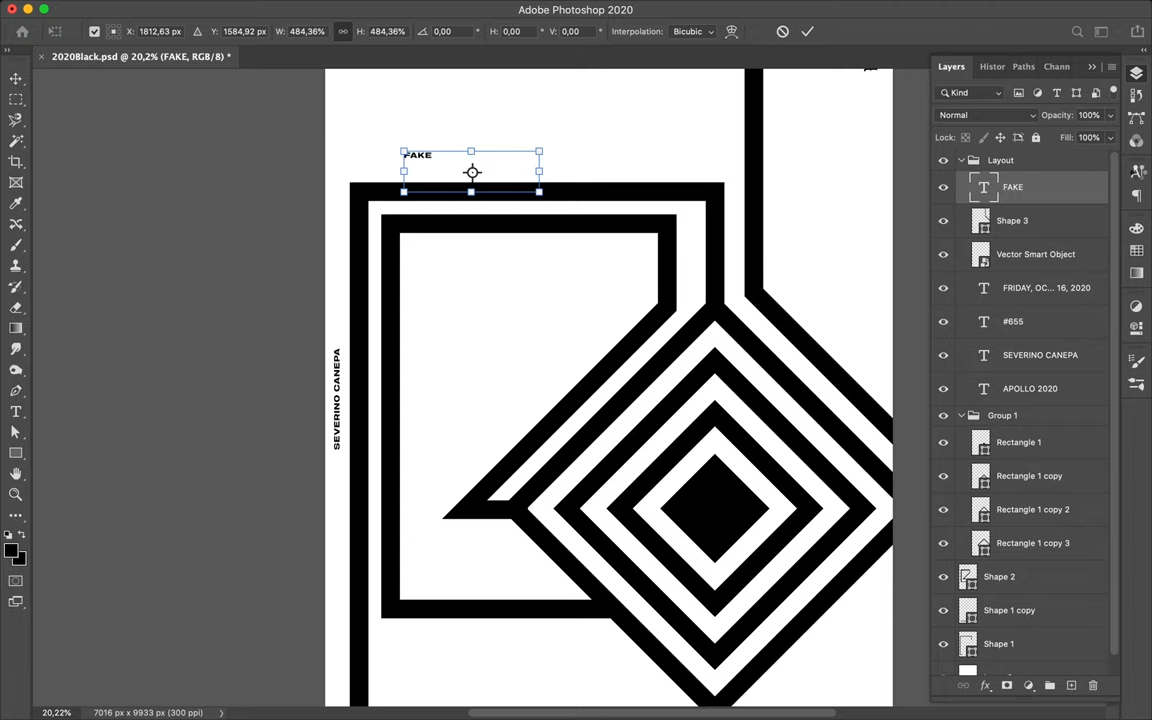 Adobe Photoshop 2020
X: 1812,63 px Y: 1584,92 px W: 484,36% H: 484,36% 0,00 ° H: 0,00 ° V: 0,00 ° Interpolation: Bicubic
2020Black.psd @ 20,2% (FAKE, RGB/8) *
Layers Histor Paths Chann
Kind
Normal Opacity: 100%
Lock: Fill: 100%
Layout
FAKE
Shape 3
Vector Smart Object
FRIDAY, OC... 16, 2020
#655
SEVERINO CANEPA
APOLLO 2020
Group 1
Rectangle 1
Rectangle 1 copy
Rectangle 1 copy 2
Rectangle 1 copy 3
Shape 2
Shape 1 copy
Shape 1
FAKE
SEVERINO CANEPA
20,22% 7016 px x 9933 px (300 ppi)